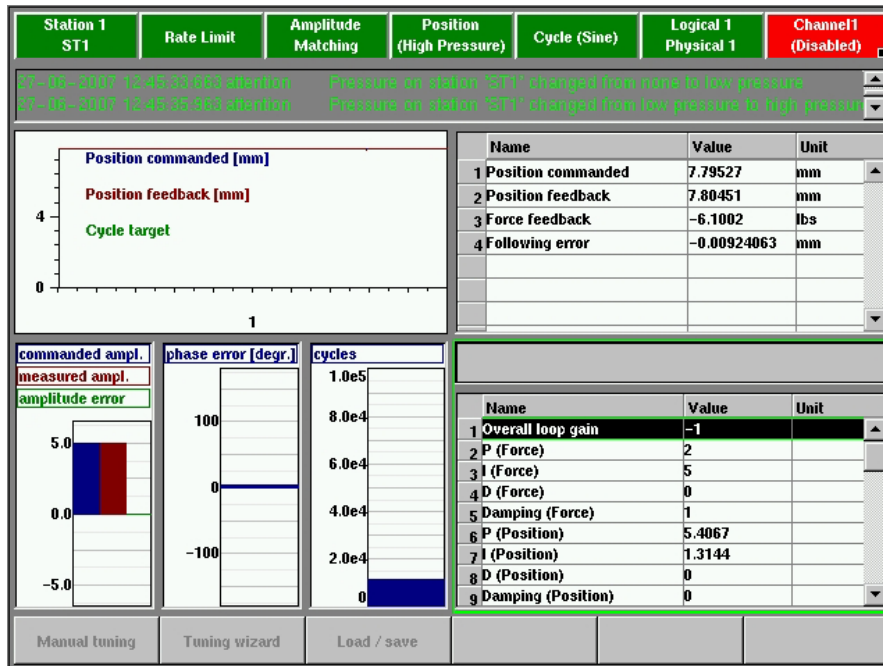 Station 1
ST1
Rate Limit
Amplitude
Matching
Position
(High Pressure)
Cycle (Sine)
Logical 1
Physical 1
Channel1
(Disabled)
27-06-2007 12:45:33:663 attention Pressure on station "ST1" changed from none to low pressure
27-06-2007 12:45:35:963 attention Pressure on station "ST1" changed from low pressure to high pressur
Position commanded [mm]
Position feedback [mm]
Cycle target
4
0
1
Name Value Unit
1 Position commanded 7.79527 mm
2 Position feedback 7.80451 mm
3 Force feedback -6.1002 lbs
4 Following error -0.00924063 mm
commanded ampl.
measured ampl.
amplitude error
5.0
0.0
-5.0
phase error [degr.]
100
0
-100
cycles
1.0e5
8.0e4
6.0e4
4.0e4
2.0e4
0
Name Value Unit
1 Overall loop gain -1
2 P (Force) 2
3 I (Force) 5
4 D (Force) 0
5 Damping (Force) 1
6 P (Position) 5.4067
7 I (Position) 1.3144
8 D (Position) 0
9 Damping (Position) 0
Manual tuning
Tuning wizard
Load / save